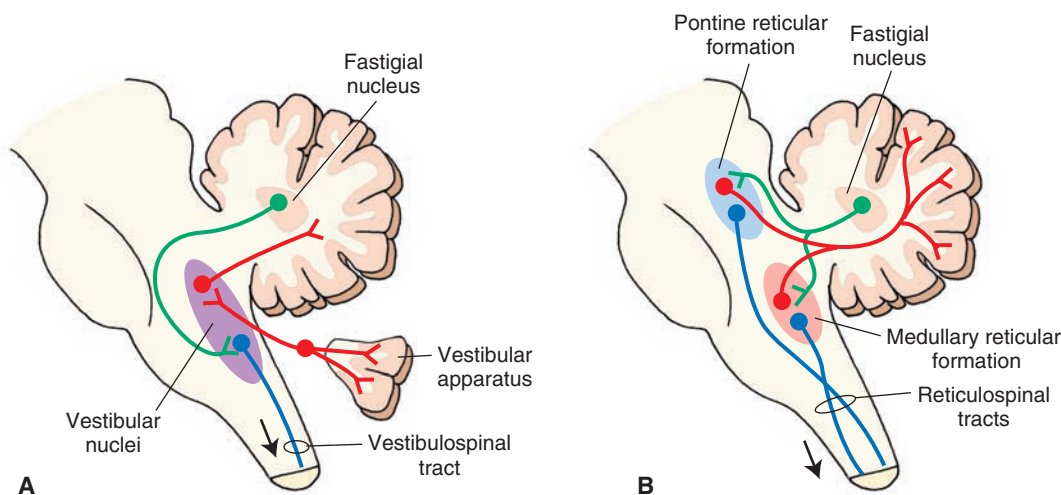 Fastigial
nucleus
Vestibular
apparatus
Vestibular
nuclei
Vestibulospinal
tract
A
Pontine reticular
formation
Fastigial
nucleus
Medullary reticular
formation
Reticulospinal
tracts
B